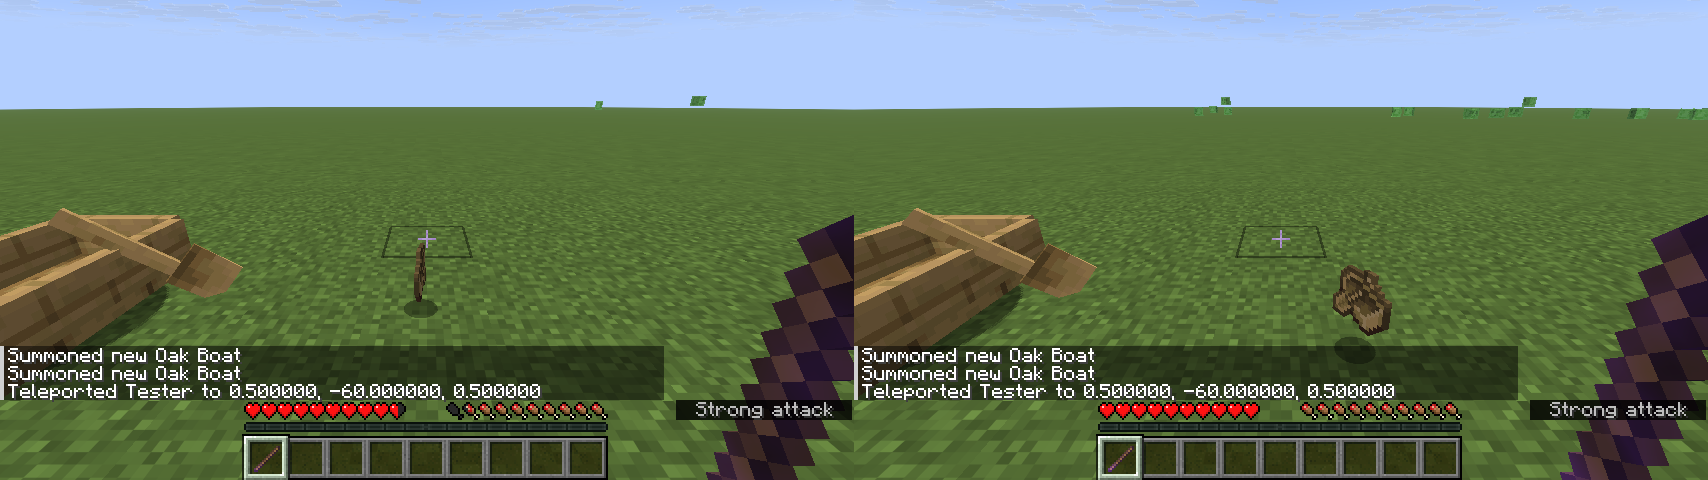 Summoned new Oak Boat
Summoned new Oak Boat
Teleported Tester to 0.500000, -60.000000, 0.500000
Strong attack
Summoned new Oak Boat
Summoned new Oak Boat
Teleported Tester to 0.500000, -60.000000, 0.500000
Strong attack